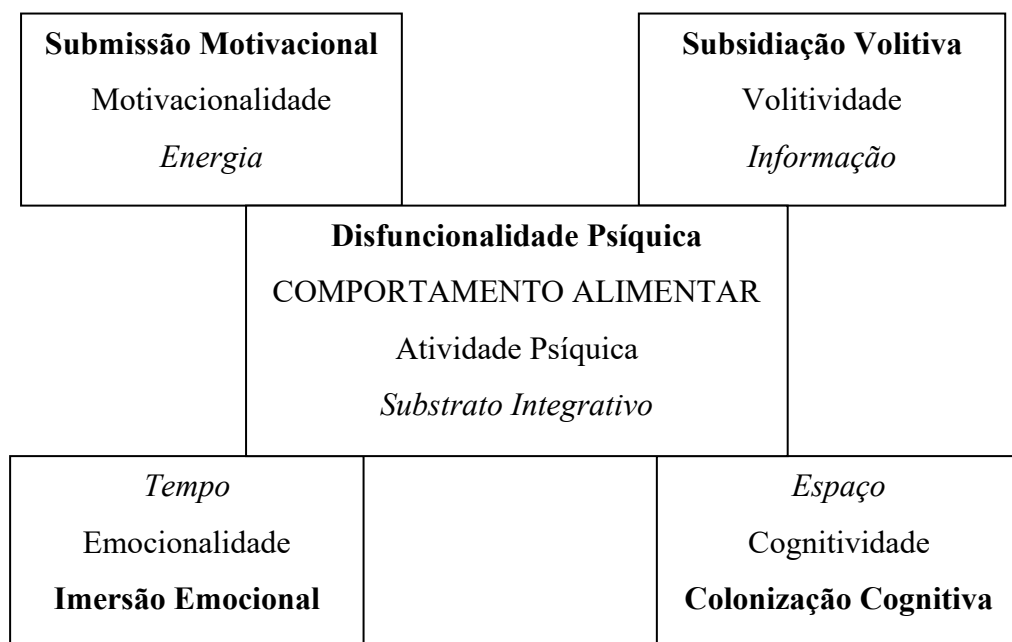 Submissão Motivacional
Motivacionalidade
Energia
Subsidiação Volitiva
Volitividade
Informação
Disfuncionalidade Psíquica
COMPORTAMENTO ALIMENTAR
Atividade Psíquica
Substrato Integrativo
Tempo
Emocionalidade
Imersão Emocional
Espaço
Cognitividade
Colonização Cognitiva